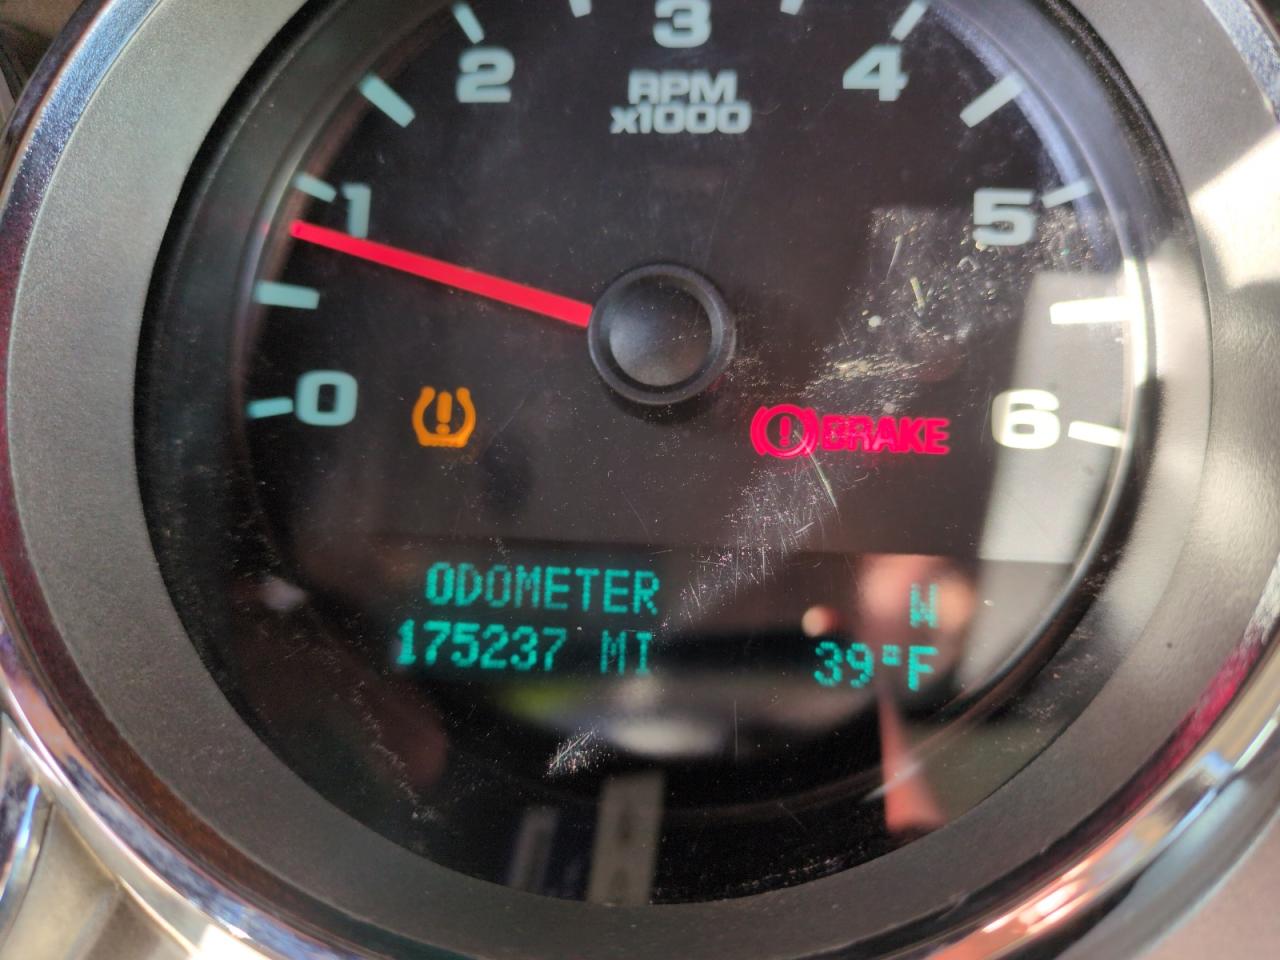 3
2
4
RPM
x1000
1
5
0
6
BRAKE
ODOMETER
N
175237 MI
39°F